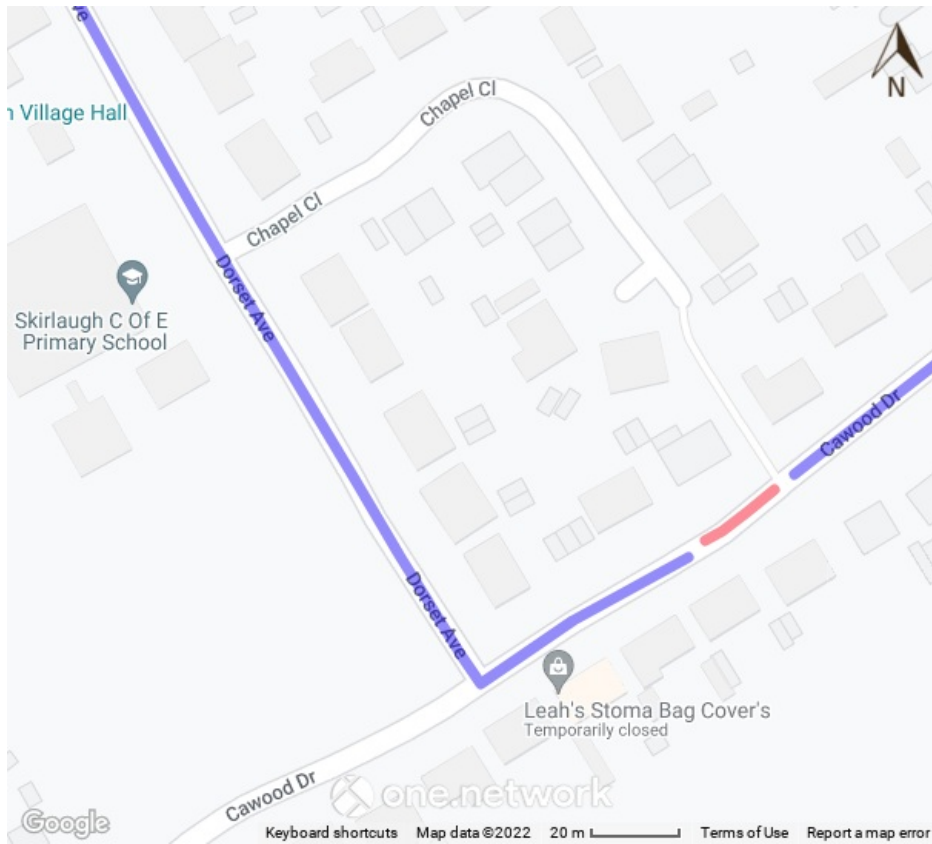 ve
N
n Village Hall
Chapel Cl
Chapel Cl
Dorset Ave
Skirlaugh C Of E
Primary School
Cawood Dr
Dorset Ave
Leah's Stoma Bag Cover's
Temporarily closed
Cawood Dr
one.network
Google
Keyboard shortcuts Map data ©2022 20 m Terms of Use Report a map error